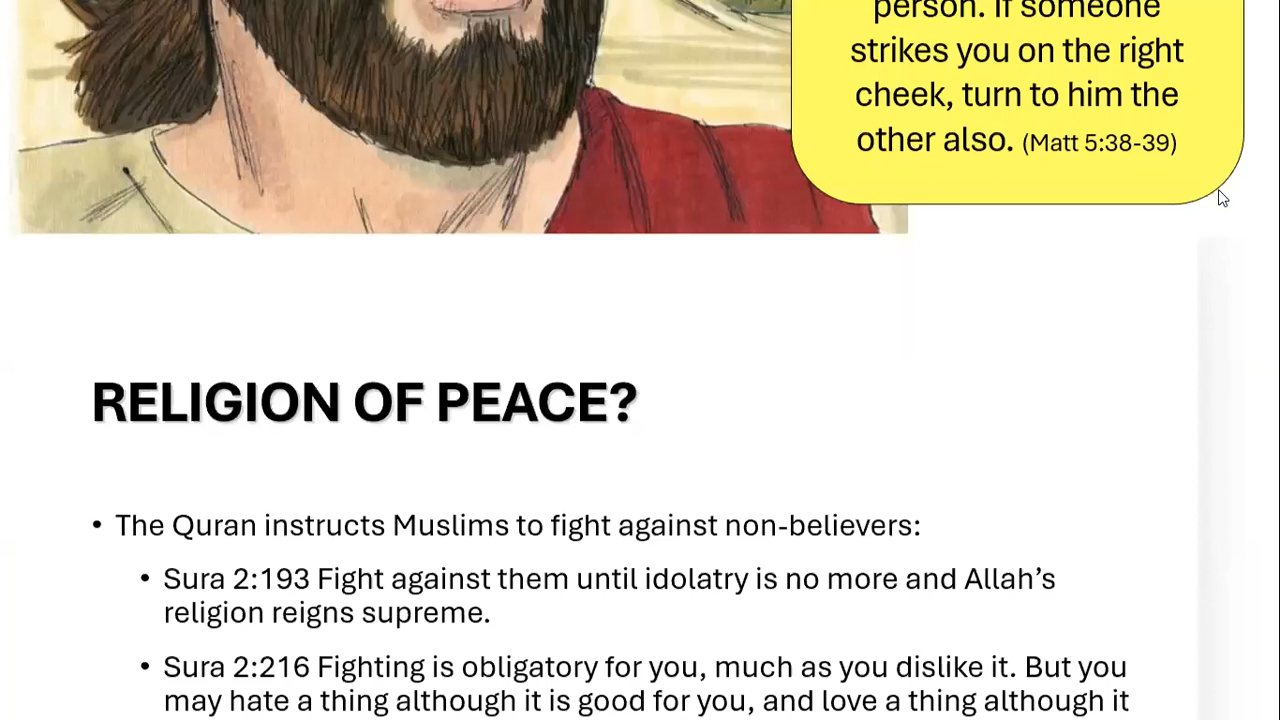 person. If someone
strikes you on the right
cheek, turn to him the
other also. (Matt 5:38-39)
RELIGION OF PEACE?
• The Quran instructs Muslims to fight against non-believers:
• Sura 2:193 Fight against them until idolatry is no more and Allah’s
religion reigns supreme.
• Sura 2:216 Fighting is obligatory for you, much as you dislike it. But you
may hate a thing although it is good for you, and love a thing although it